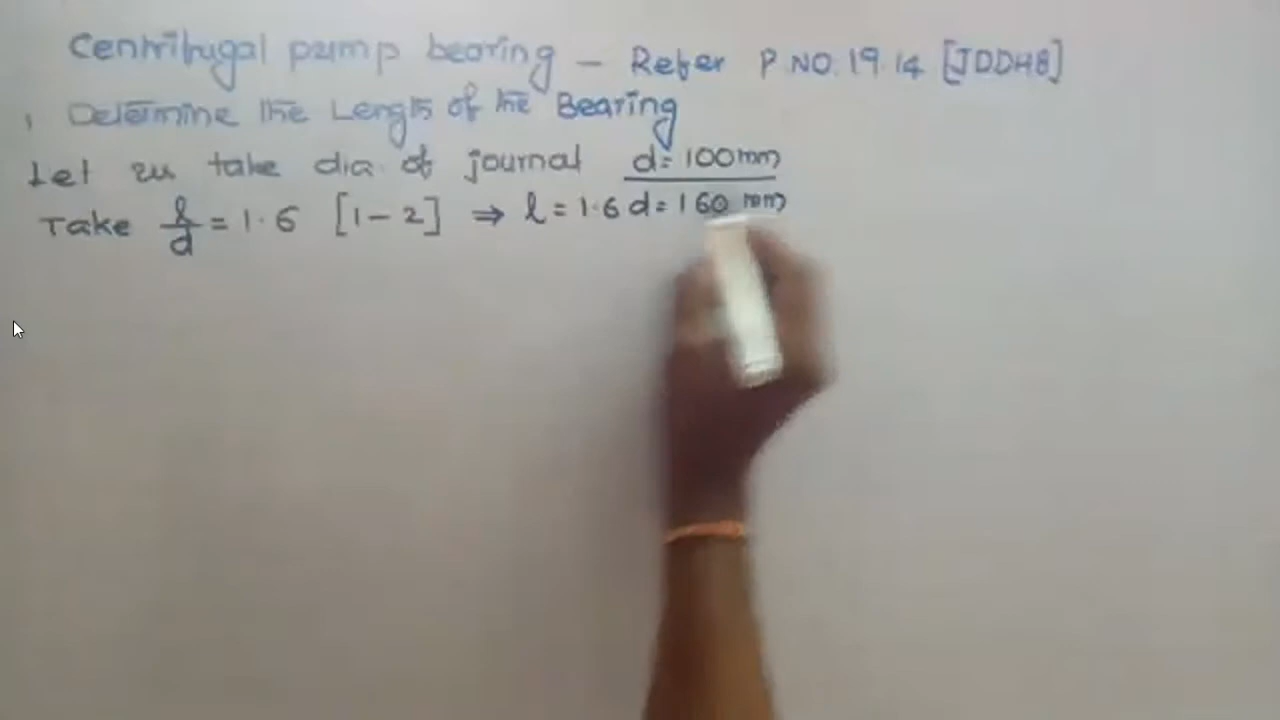 Centrifugal pump bearing – Refer P.NO. 19.14 [JDDHB]
1, Determine the Length of the Bearing
Let us take dia. of journal d = 100mm
Take l/d = 1.6 [1-2] ⇒ l = 1.6 d = 160 mm